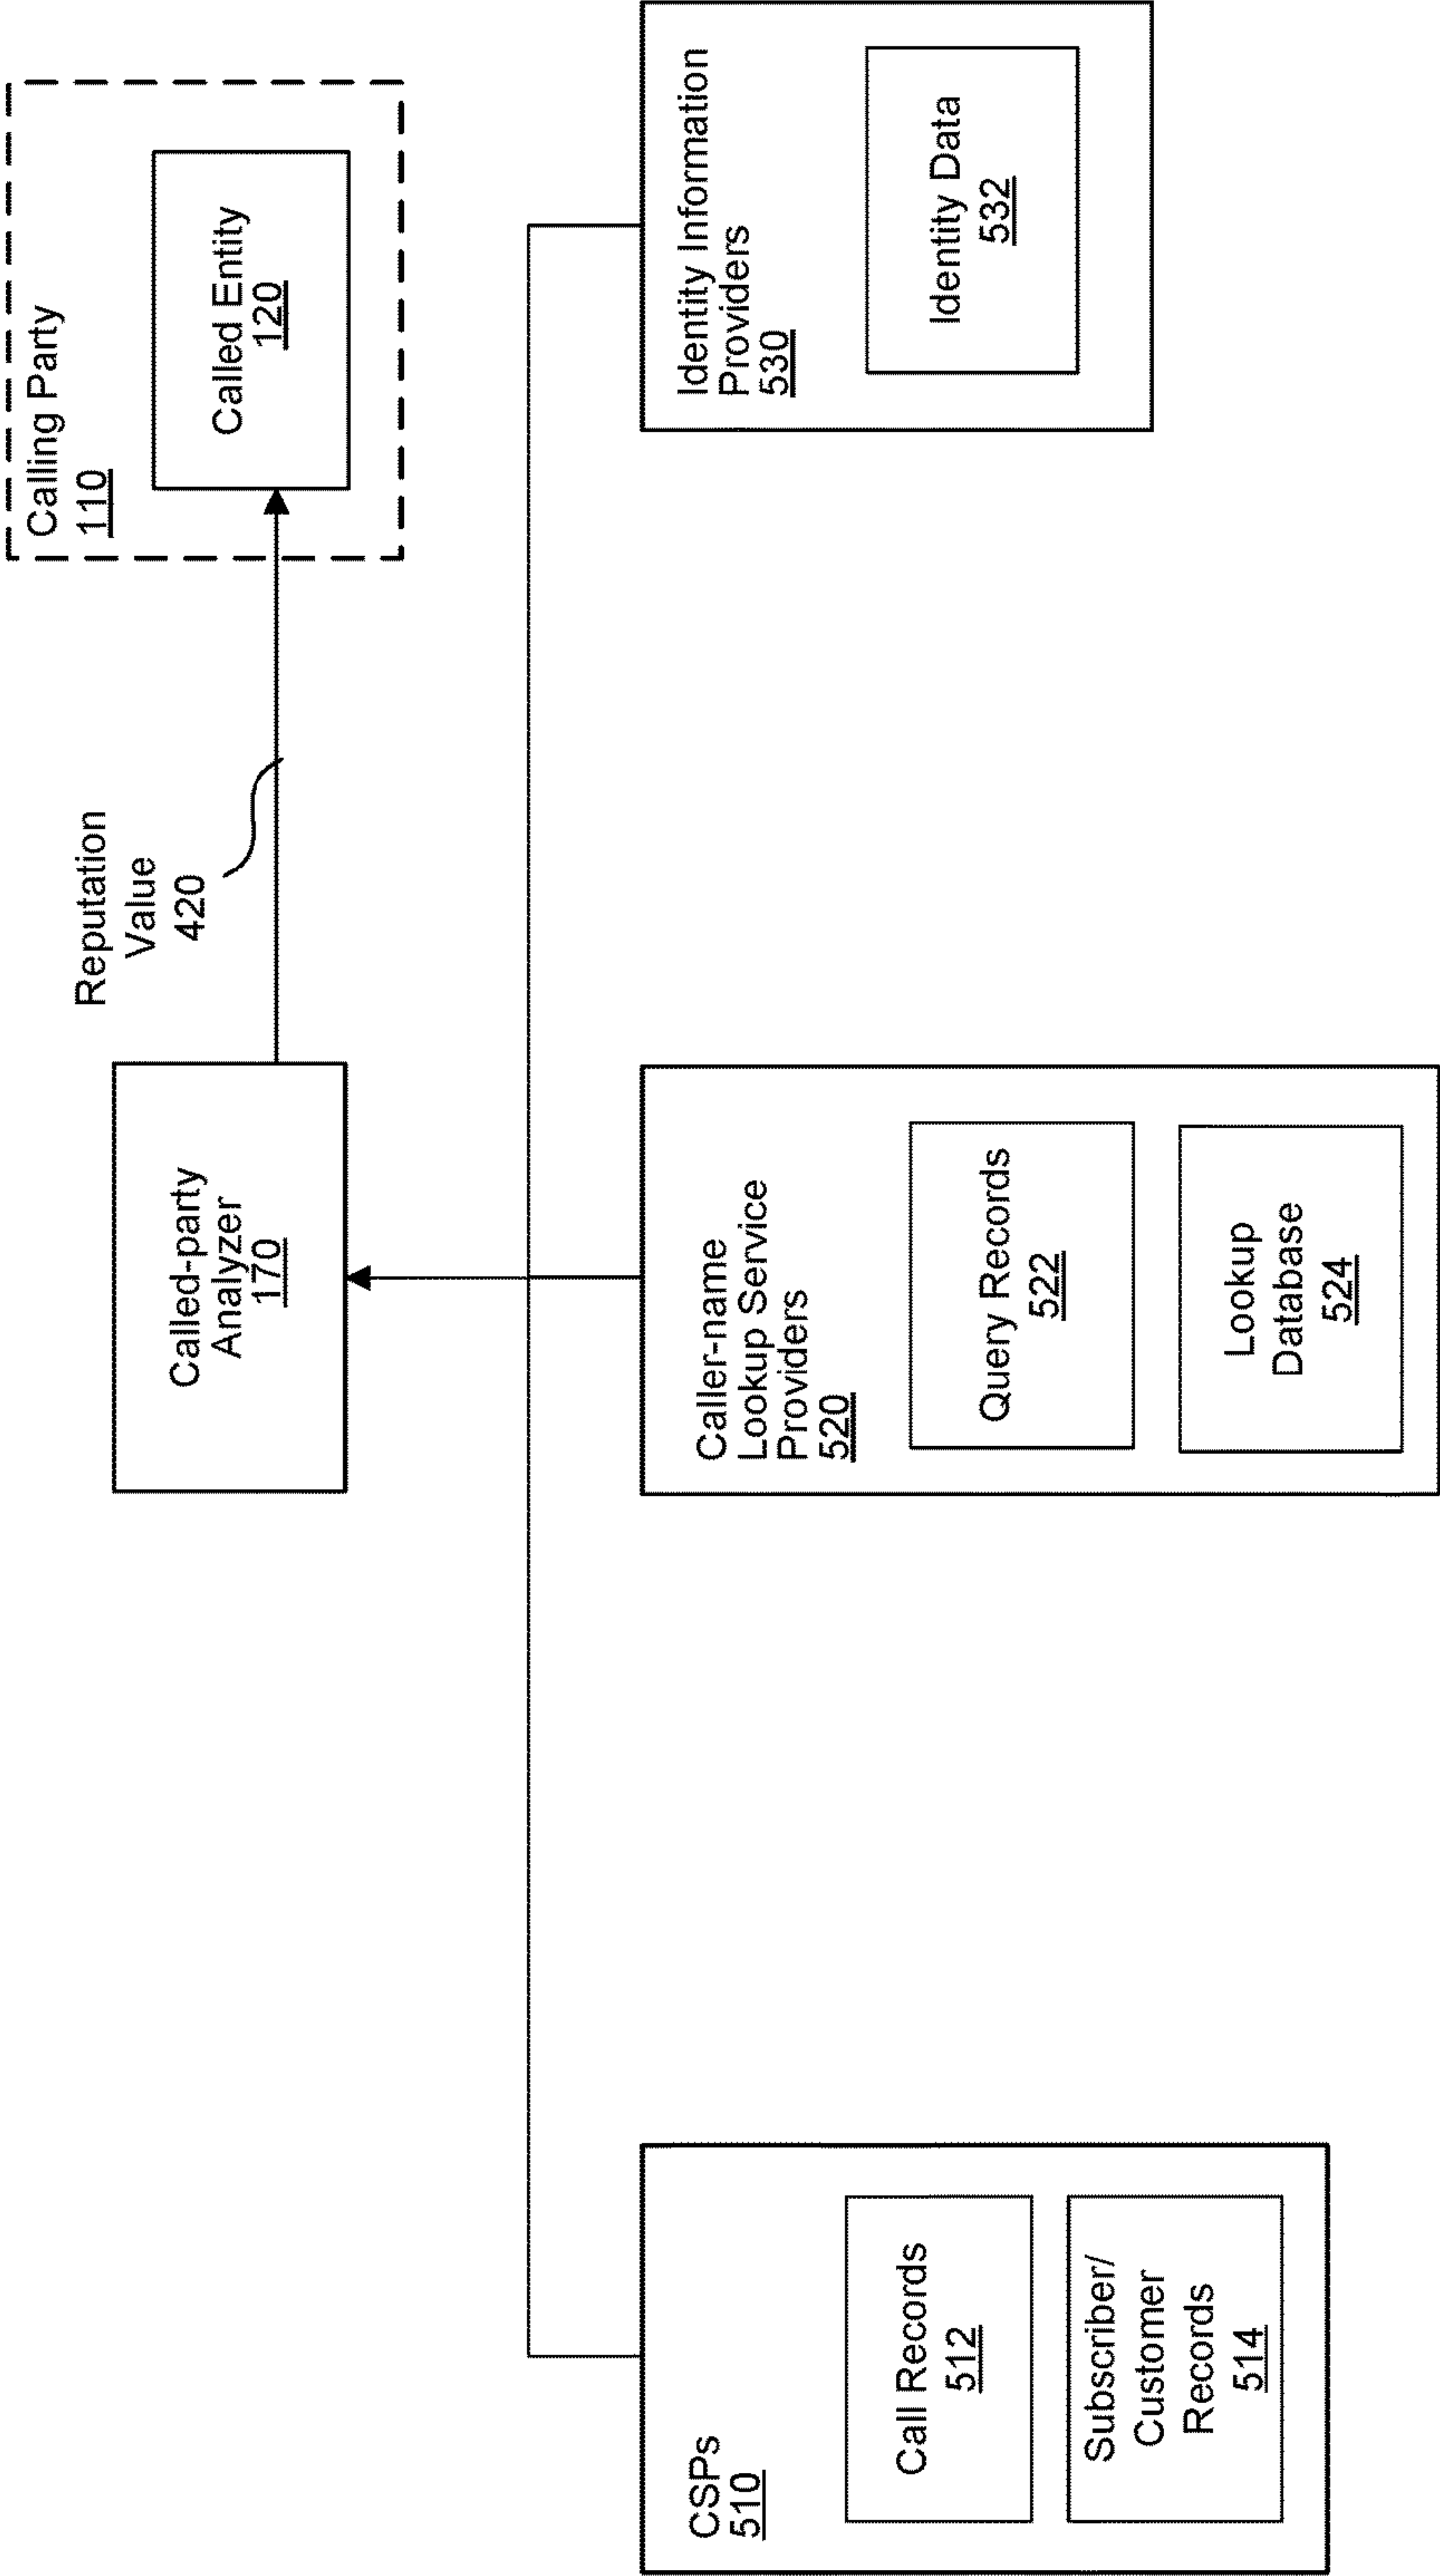 Called-party
Analyzer
170
Reputation
Value
420
Calling Party
110
Called Entity
120
CSPs
510
Call Records
512
Subscriber/
Customer
Records
514
Caller-name
Lookup Service
Providers
520
Query Records
522
Lookup
Database
524
Identity Information
Providers
530
Identity Data
532